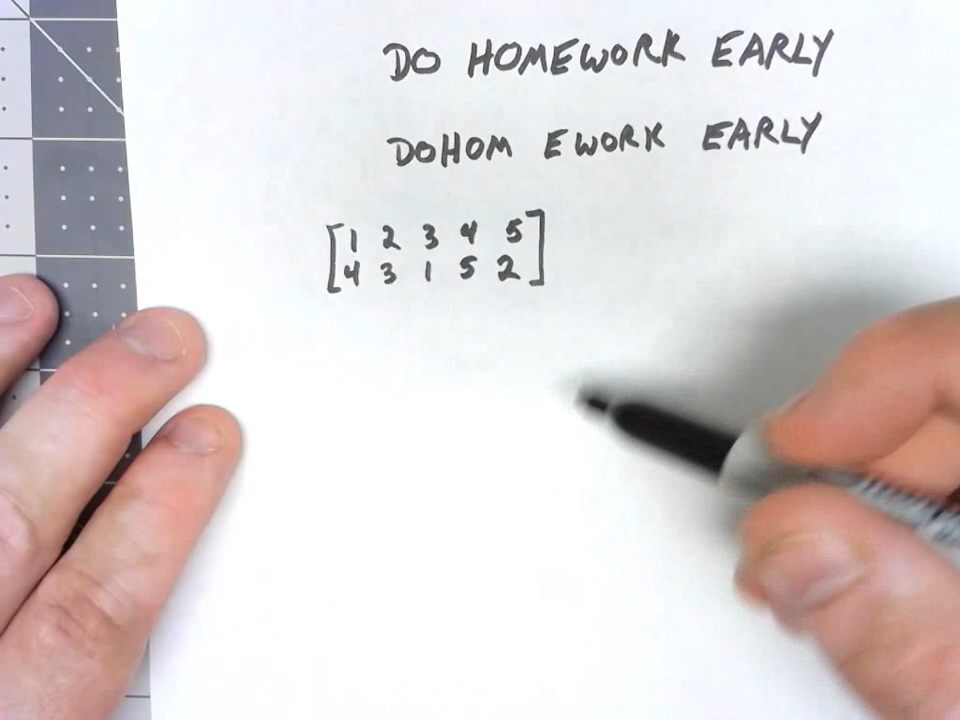 DO HOMEWORK EARLY
DOHOM EWORK EARLY
[1 2 3 4 5]
[4 3 1 5 2]